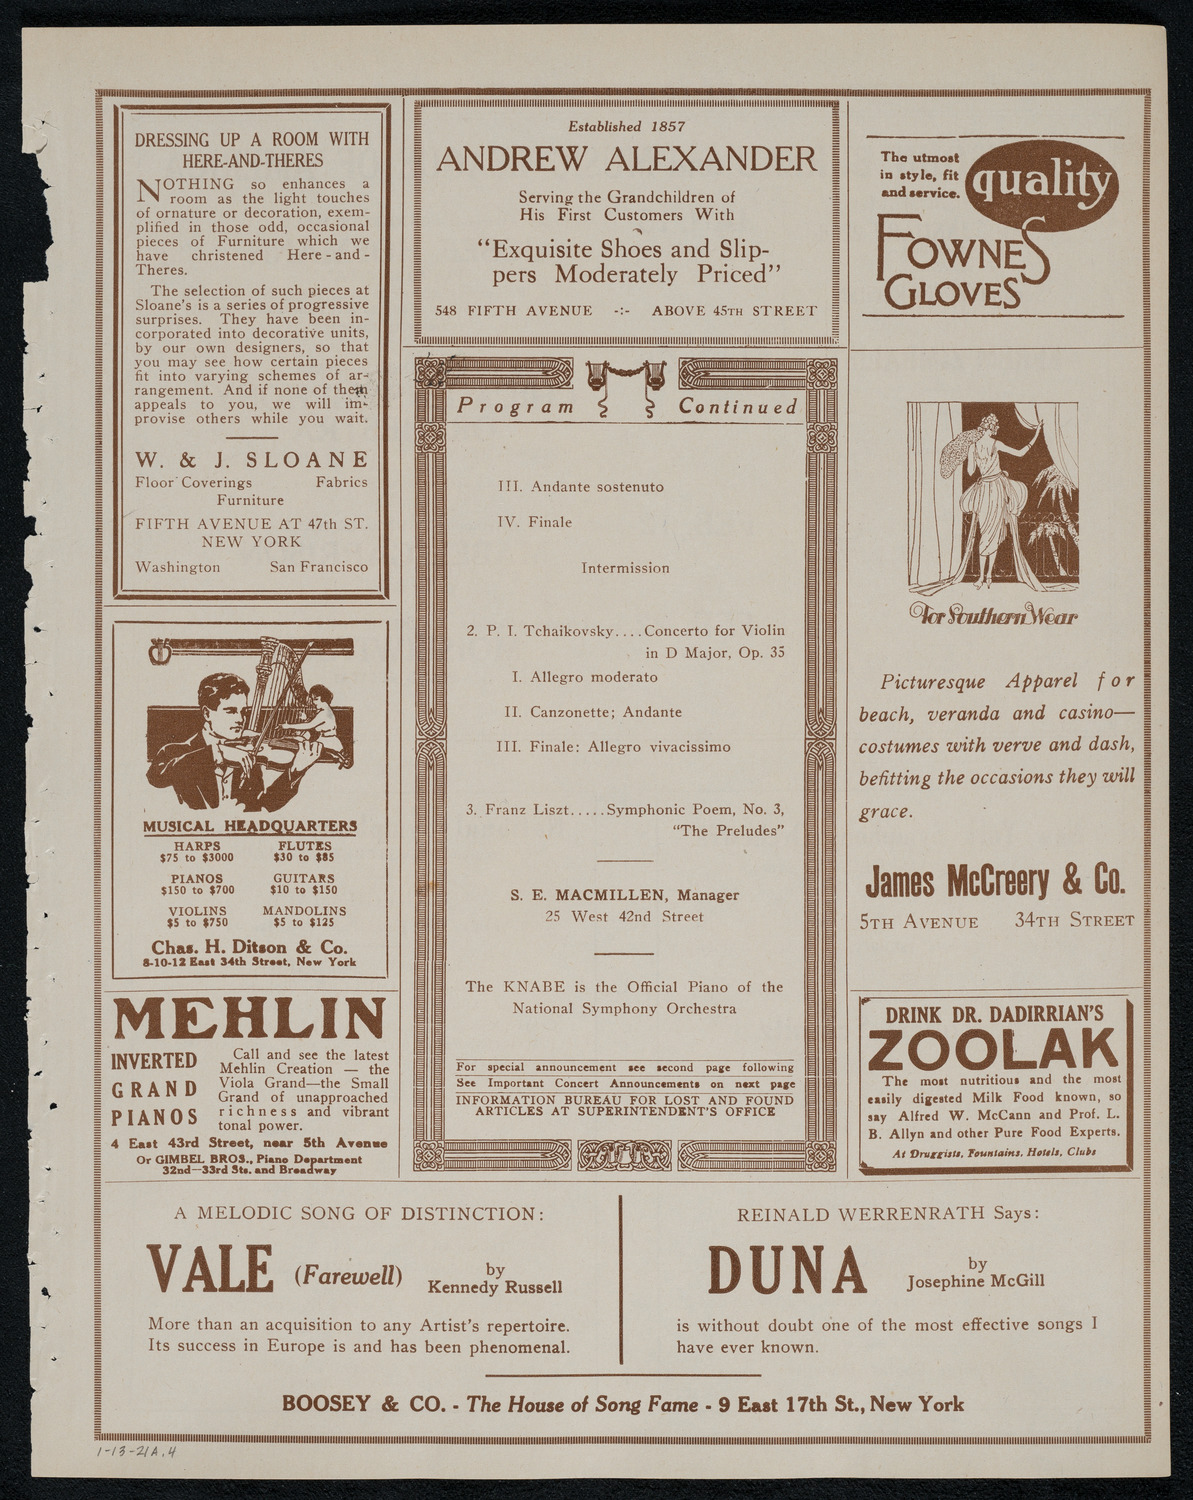 DRESSING UP A ROOM WITH
HERE-AND-THERES
NOTHING so enhances a
room as the light touches
of ornature or decoration, exem-
plified in those odd, occasional
pieces of Furniture which we
have christened Here-and-
Theres.
The selection of such pieces at
Sloane's is a series of progressive
surprises. They have been in-
corporated into decorative units,
by our own designers, so that
you may see how certain pieces
fit into varying schemes of ar-
rangement. And if none of them
appeals to you, we will im-
provise others while you wait.
W. & J. SLOANE
Floor Coverings Fabrics
Furniture
FIFTH AVENUE AT 47th ST.
NEW YORK
Washington San Francisco
MUSICAL HEADQUARTERS
HARPS FLUTES
$75 to $3000 $30 to $85
PIANOS GUITARS
$150 to $700 $10 to $150
VIOLINS MANDOLINS
$5 to $750 $5 to $125
Chas. H. Ditson & Co.
8-10-12 East 34th Street, New York
MEHLIN
INVERTED
GRAND
PIANOS
Call and see the latest
Mehlin Creation — the
Viola Grand—the Small
Grand of unapproached
richness and vibrant
tonal power.
4 East 43rd Street, near 5th Avenue
Or GIMBEL BROS., Piano Department
32nd—33rd Sts. and Broadway
Established 1857
ANDREW ALEXANDER
Serving the Grandchildren of
His First Customers With
"Exquisite Shoes and Slip-
pers Moderately Priced"
548 FIFTH AVENUE -:- ABOVE 45TH STREET
Program Continued
III. Andante sostenuto
IV. Finale
Intermission
2. P. I. Tchaikovsky....Concerto for Violin
in D Major, Op. 35
I. Allegro moderato
II. Canzonette; Andante
III. Finale: Allegro vivacissimo
3. Franz Liszt.....Symphonic Poem, No. 3,
"The Preludes"
S. E. MACMILLEN, Manager
25 West 42nd Street
The KNABE is the Official Piano of the
National Symphony Orchestra
For special announcement see second page following
See Important Concert Announcements on next page
INFORMATION BUREAU FOR LOST AND FOUND
ARTICLES AT SUPERINTENDENT'S OFFICE
The utmost
in style, fit
and service.
quality
FOWNES
GLOVES
For Southern Wear
Picturesque Apparel for
beach, veranda and casino—
costumes with verve and dash,
befitting the occasions they will
grace.
James McCreery & Co.
5TH AVENUE 34TH STREET
DRINK DR. DADIRRIAN'S
ZOOLAK
The most nutritious and the most
easily digested Milk Food known, so
say Alfred W. McCann and Prof. L.
B. Allyn and other Pure Food Experts.
At Druggists, Fountains, Hotels, Clubs
A MELODIC SONG OF DISTINCTION:
VALE (Farewell) by
Kennedy Russell
More than an acquisition to any Artist's repertoire.
Its success in Europe is and has been phenomenal.
REINALD WERRENRATH Says:
DUNA by
Josephine McGill
is without doubt one of the most effective songs I
have ever known.
BOOSEY & CO. - The House of Song Fame - 9 East 17th St., New York
1-13-21A.4